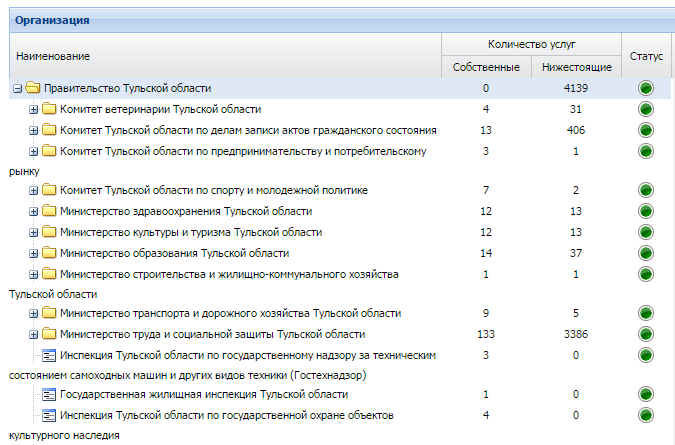 Организация
Количество услуг
Наименование Статус
Собственные Нижестоящие
Правительство Тульской области 0 4139
Комитет ветеринарии Тульской области 4 31
Комитет Тульской области по делам записи актов гражданского состояния 13 406
Комитет Тульской области по предпринимательству и потребительскому 3 1
рынку
Комитет Тульской области по спорту и молодежной политике 7 2
Министерство здравоохранения Тульской области 12 13
Министерство культуры и туризма Тульской области 12 13
Министерство образования Тульской области 14 37
Министерство строительства и жилищно-коммунального хозяйства 1 1
Тульской области
Министерство транспорта и дорожного хозяйства Тульской области 9 5
Министерство труда и социальной защиты Тульской области 133 3386
Инспекция Тульской области по государственному надзору за техническим 3 0
состоянием самоходных машин и других видов техники (Гостехнадзор)
Государственная жилищная инспекция Тульской области 1 0
Инспекция Тульской области по государственной охране объектов 4 0
культурного наследия